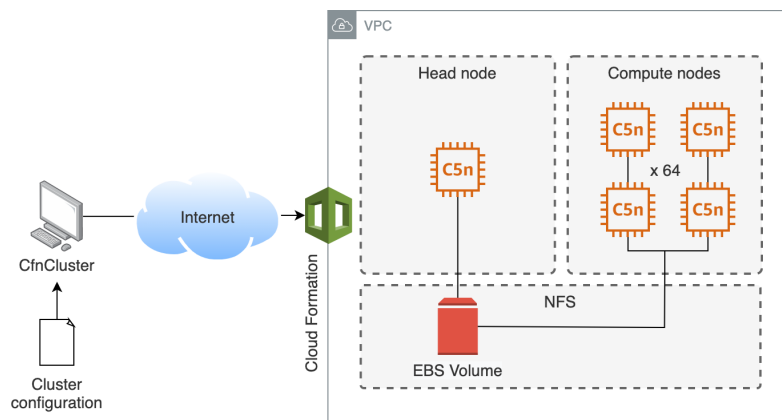 VPC
Head node
Compute nodes
C5n
C5n
C5n
x 64
C5n
C5n
Internet
CfnCluster
Cloud Formation
NFS
EBS Volume
Cluster
configuration